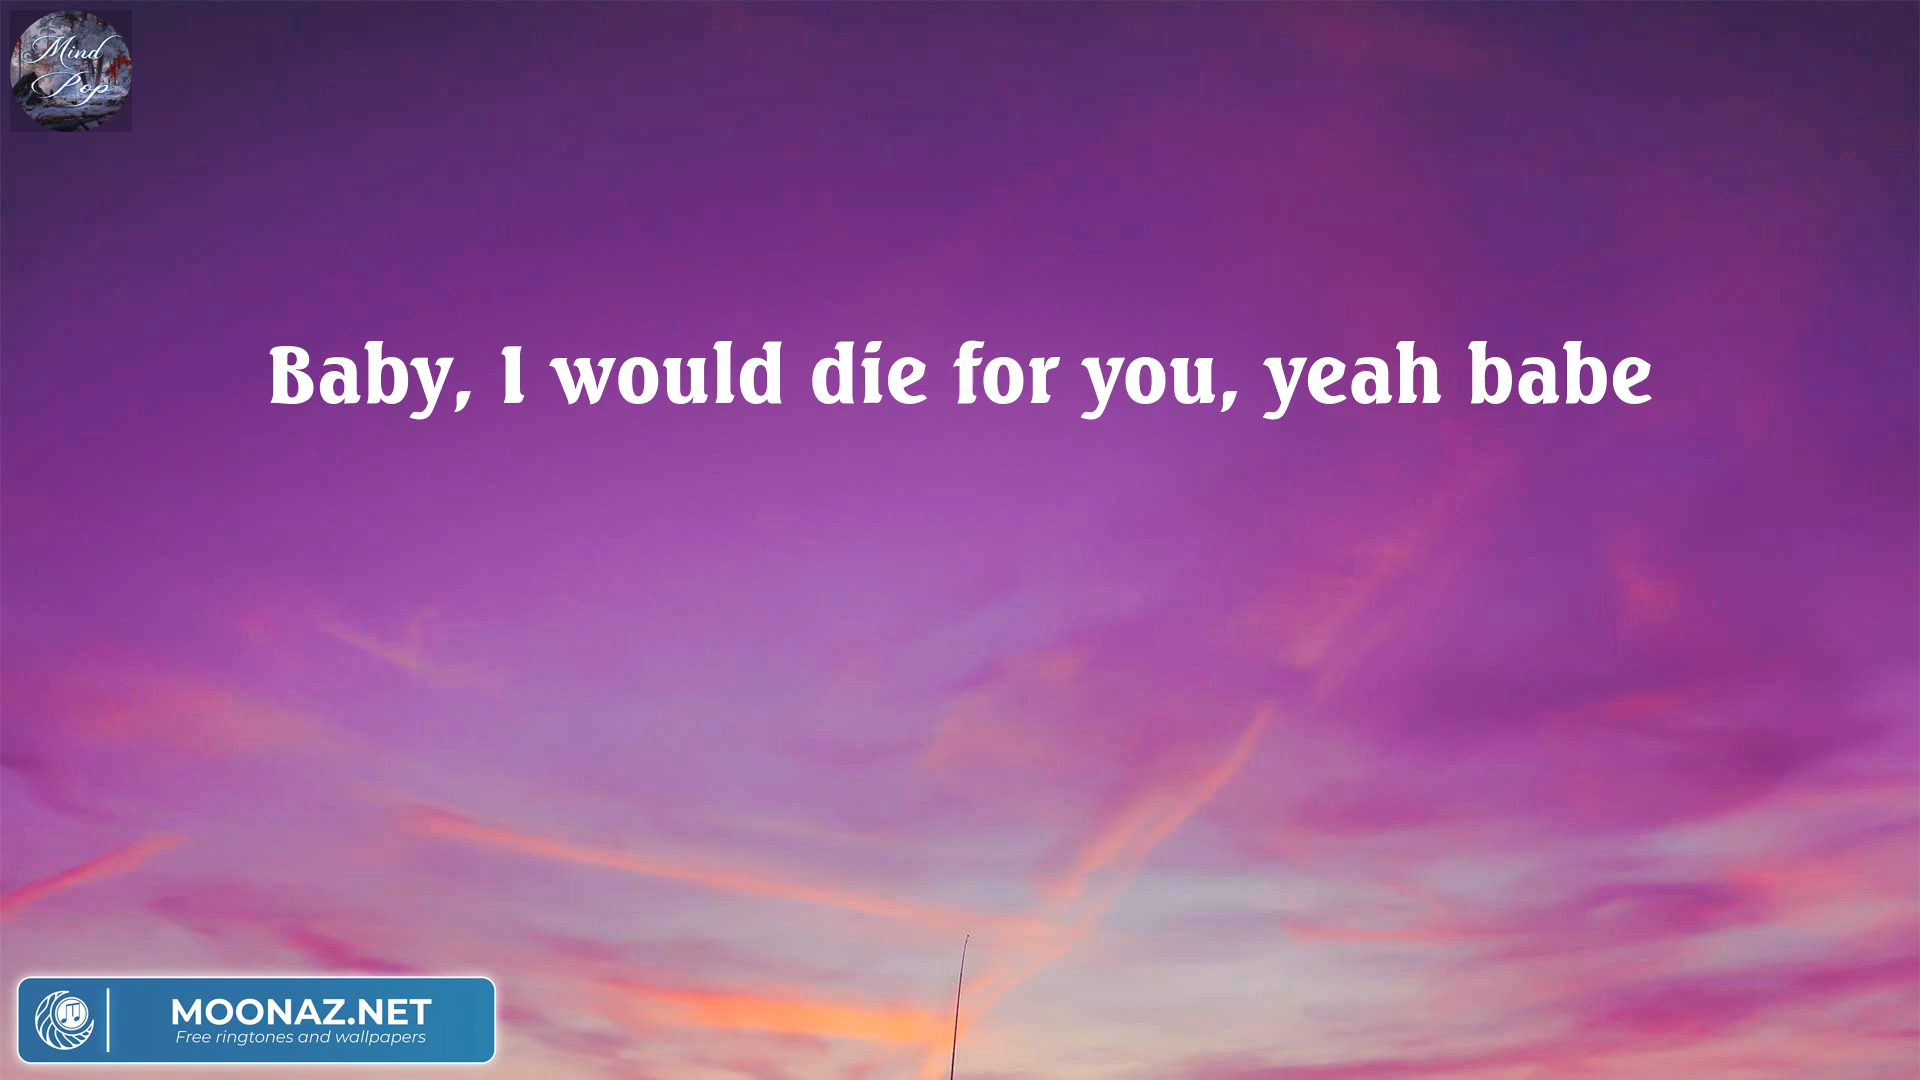 Mind
Pop
Baby, I would die for you, yeah babe
MOONAZ.NET
Free ringtones and wallpapers